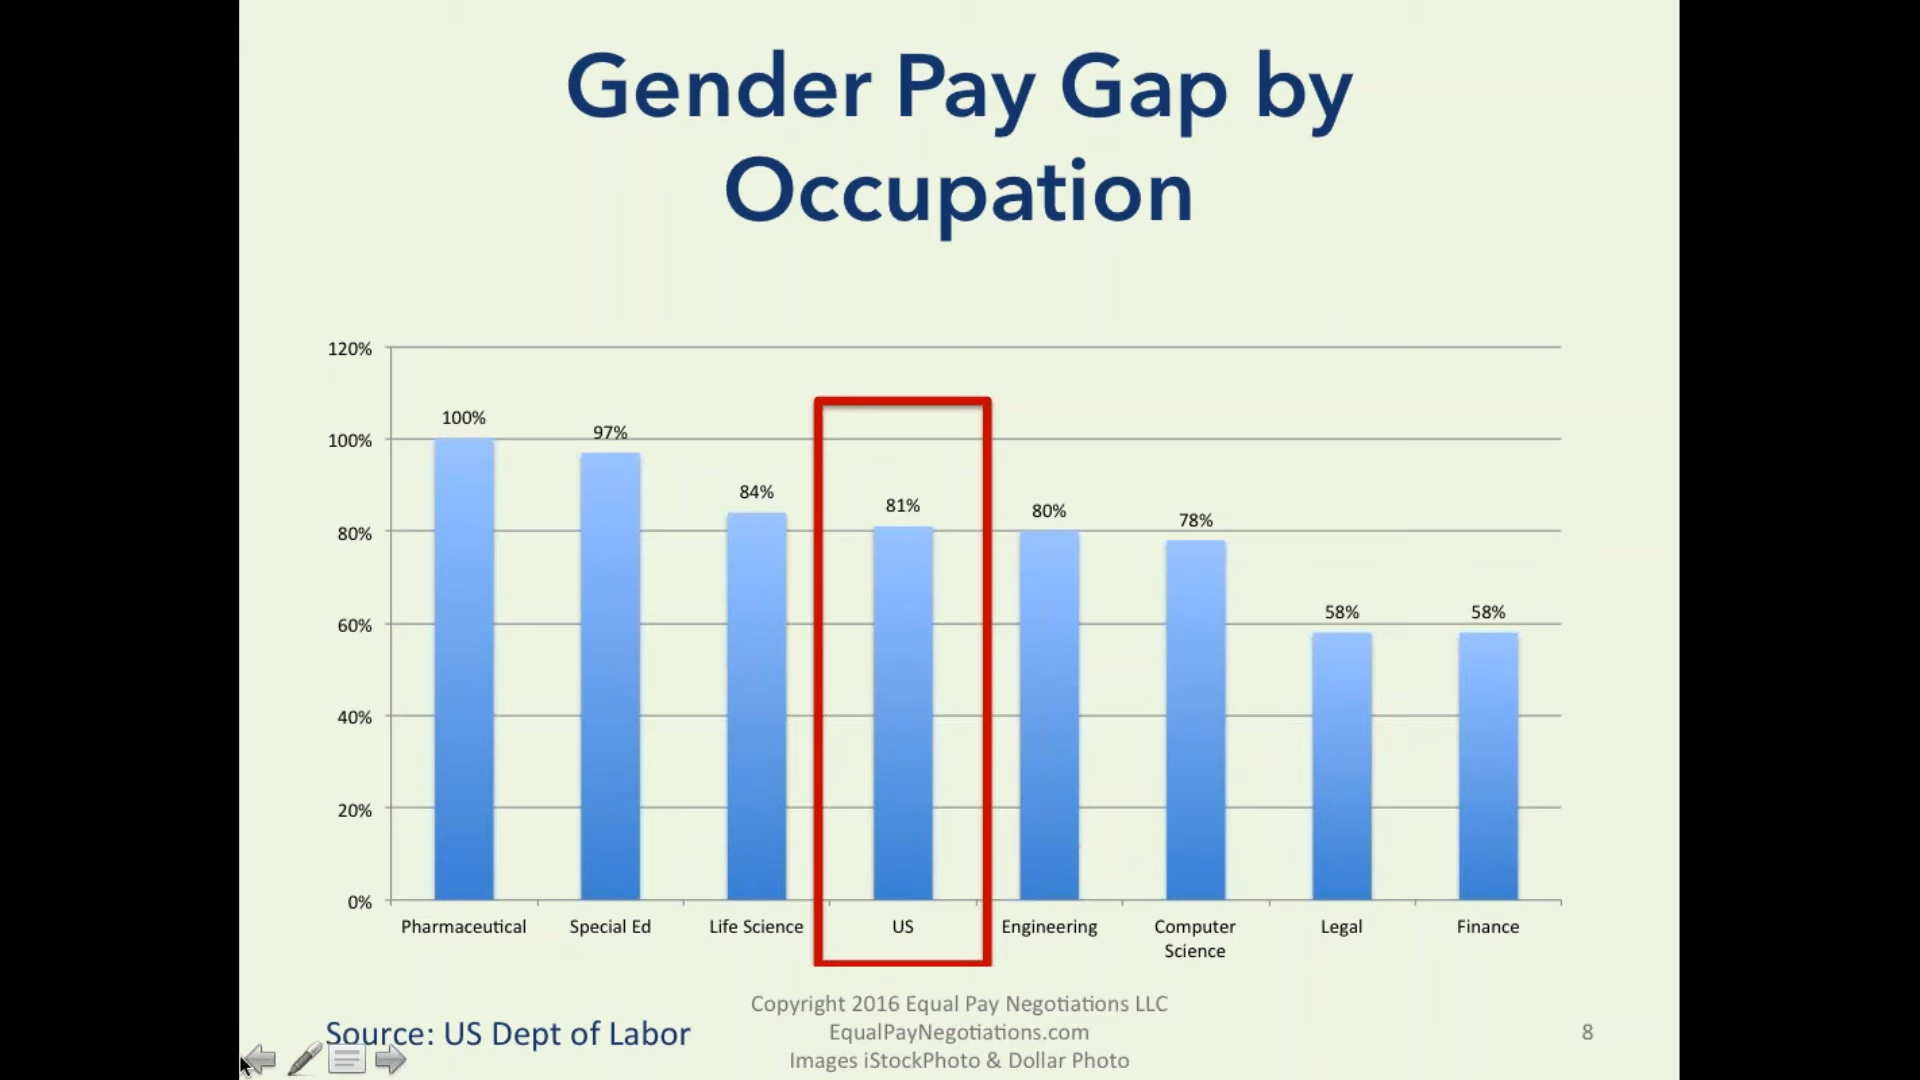 Gender Pay Gap by
Occupation
120%
100%
80%
60%
40%
20%
0%
100%
97%
84%
81%
80%
78%
58%
58%
Pharmaceutical
Special Ed
Life Science
US
Engineering
Computer
Science
Legal
Finance
Source: US Dept of Labor
Copyright 2016 Equal Pay Negotiations LLC
EqualPayNegotiations.com
Images iStockPhoto & Dollar Photo
8